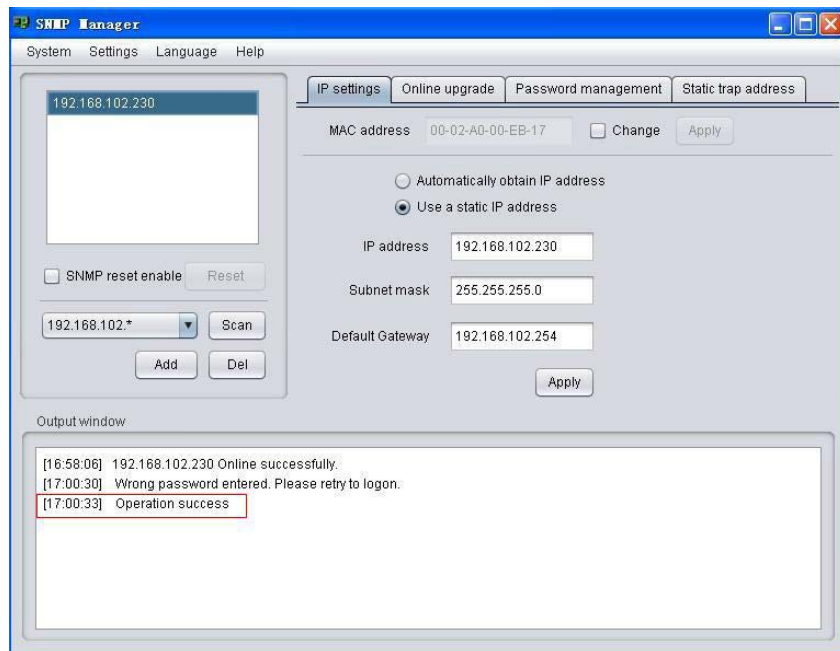 SNMP Manager
System Settings Language Help
192.168.102.230
SNMP reset enable Reset
192.168.102.* Scan
Add Del
IP settings Online upgrade Password management Static trap address
MAC address 00-02-A0-00-EB-17 Change Apply
Automatically obtain IP address
Use a static IP address
IP address 192.168.102.230
Subnet mask 255.255.255.0
Default Gateway 192.168.102.254
Apply
Output window
[16:58:06] 192.168.102.230 Online successfully.
[17:00:30] Wrong password entered. Please retry to logon.
[17:00:33] Operation success